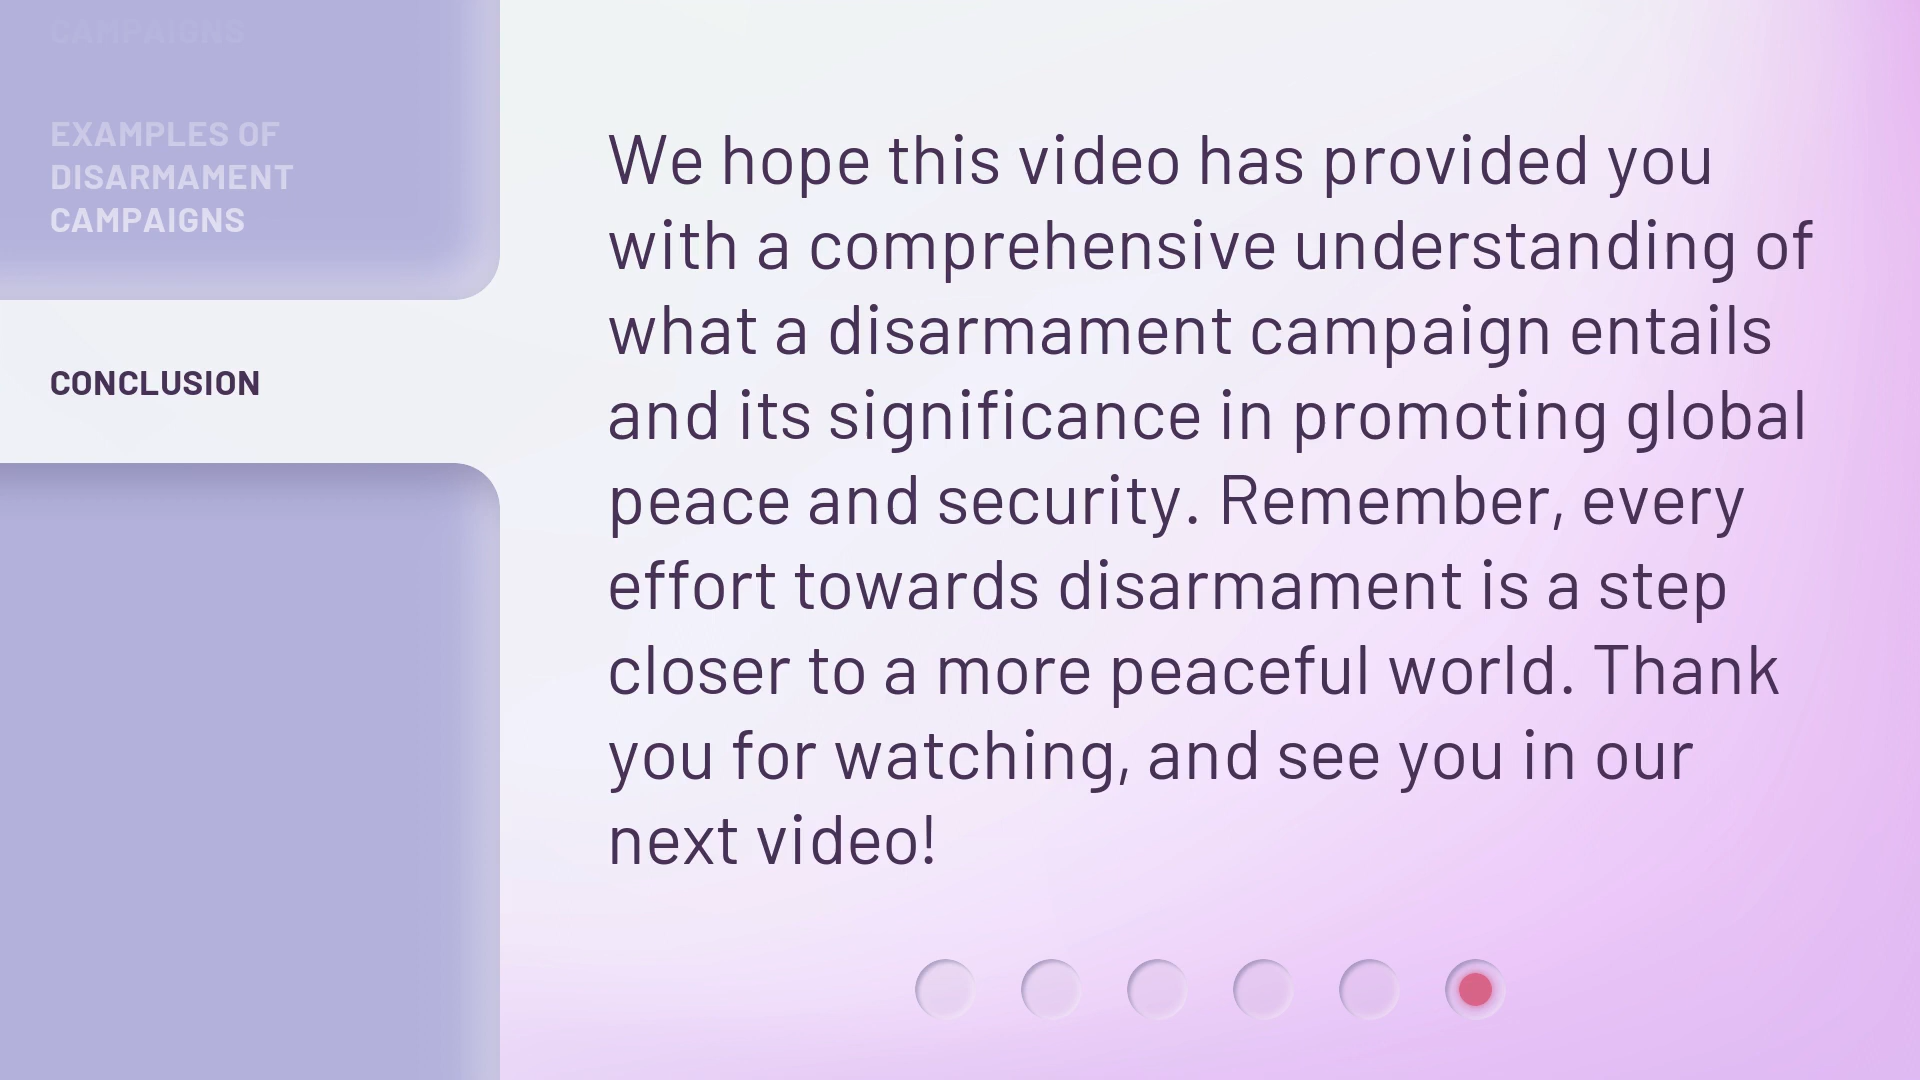 CAMPAIGNS
EXAMPLES OF
DISARMAMENT
CAMPAIGNS
CONCLUSION
We hope this video has provided you
with a comprehensive understanding of
what a disarmament campaign entails
and its significance in promoting global
peace and security. Remember, every
effort towards disarmament is a step
closer to a more peaceful world. Thank
you for watching, and see you in our
next video!